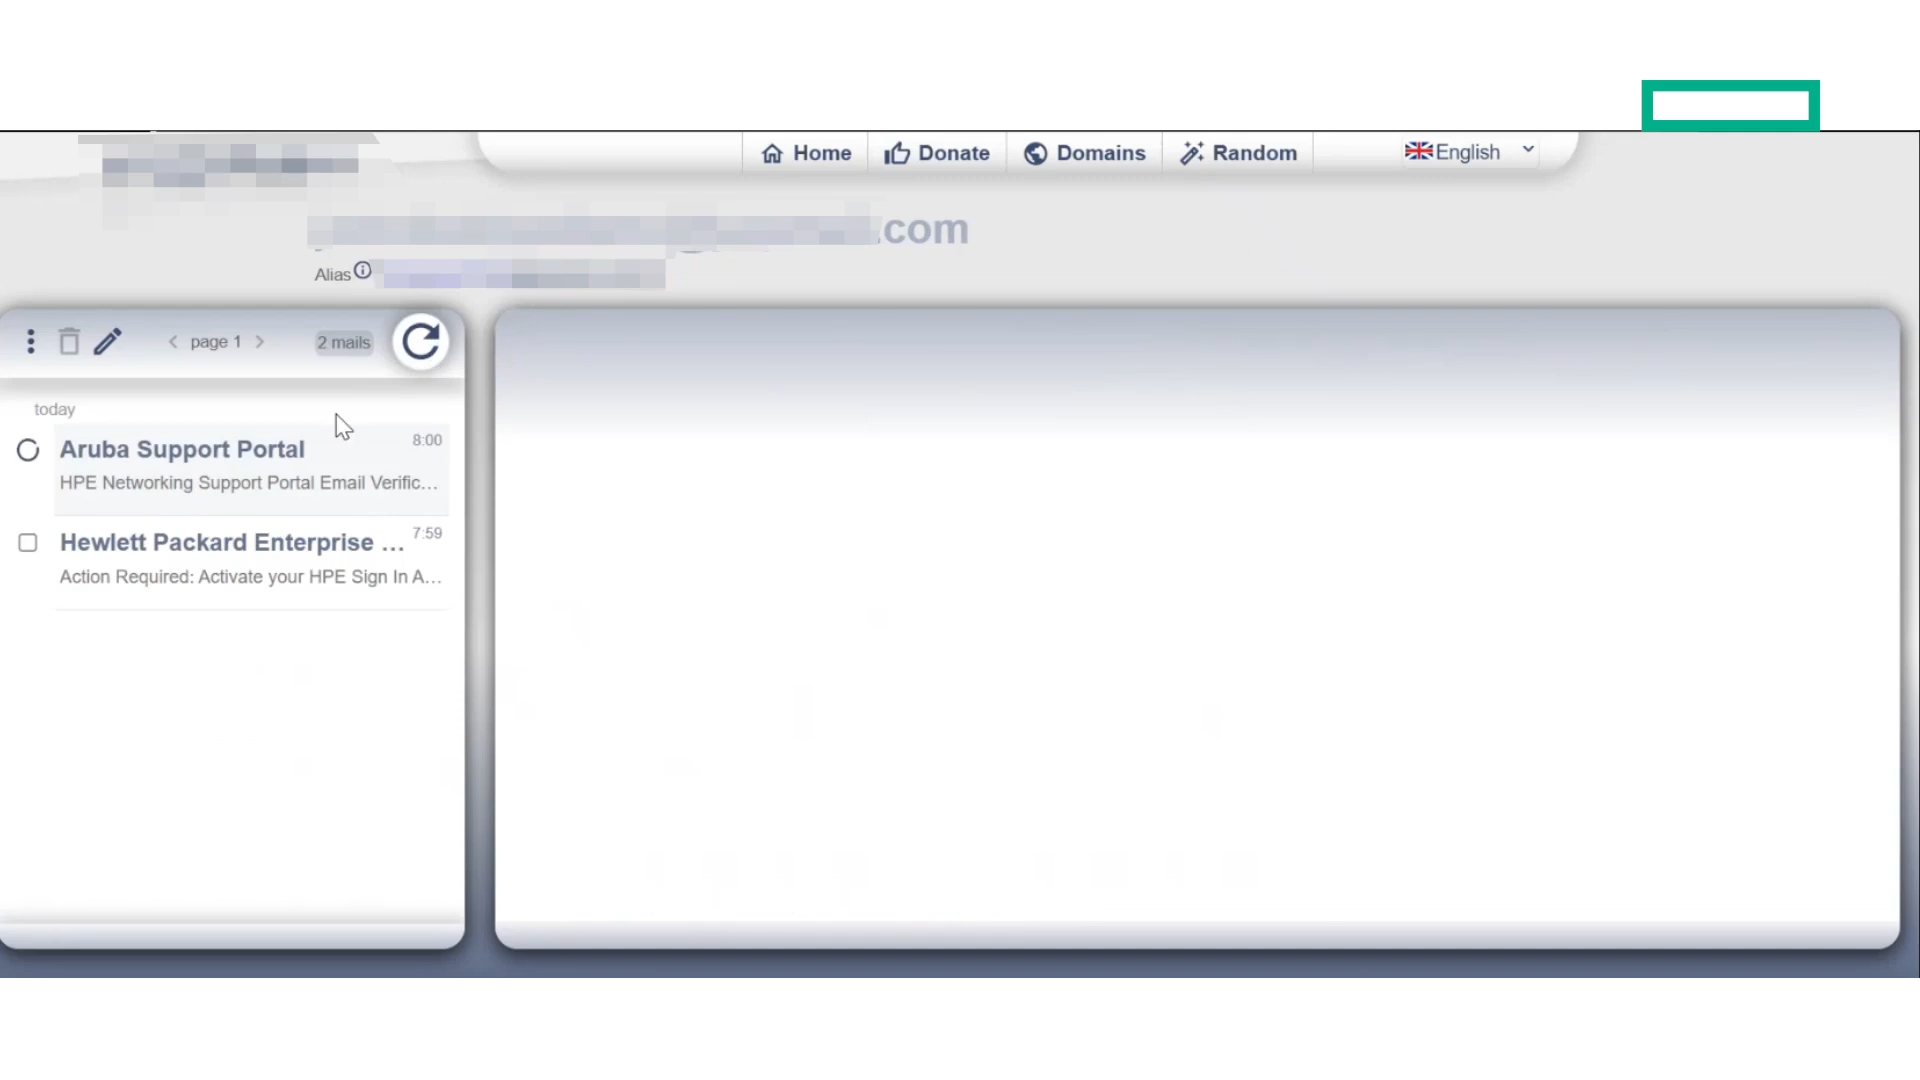 Home
Donate
Domains
Random
English
.com
Alias
page 1
2 mails
today
Aruba Support Portal
8:00
HPE Networking Support Portal Email Verific...
Hewlett Packard Enterprise ...
7:59
Action Required: Activate your HPE Sign In A...